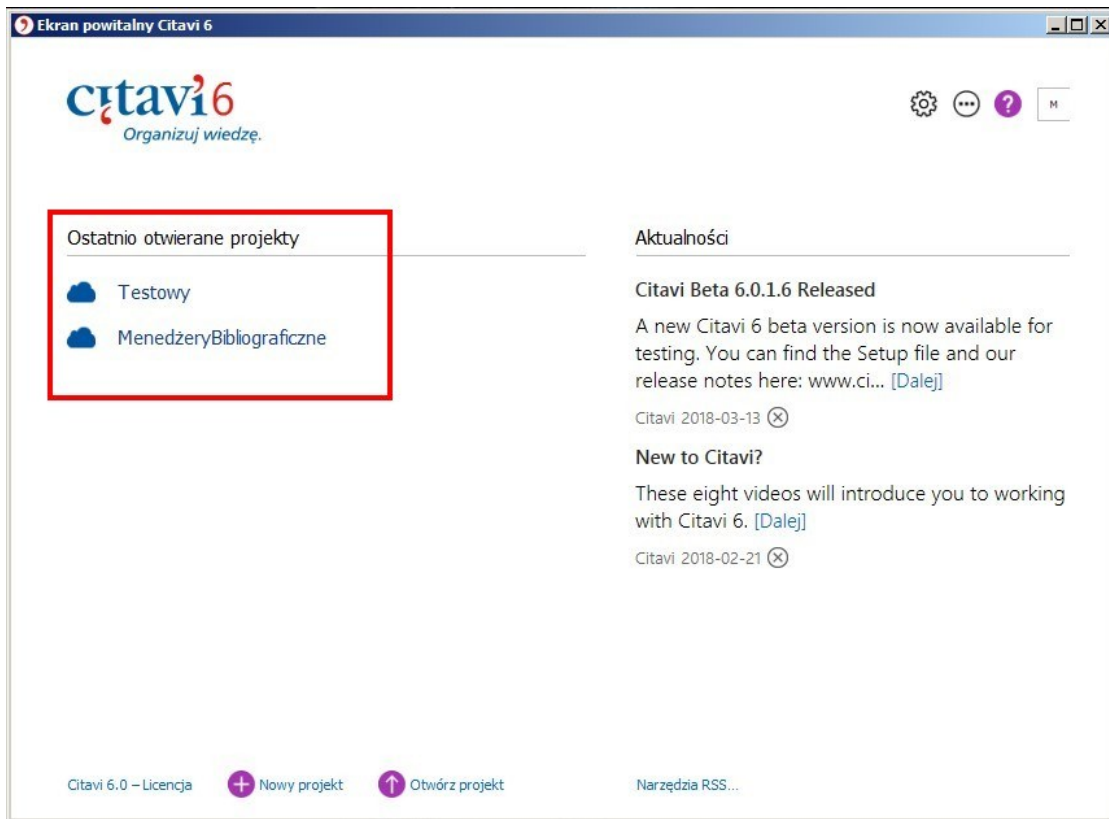 Ekran powitalny Citavi 6
citavi 6
Organizuj wiedzę.
M
Ostatnio otwierane projekty
Testowy
MenedżeryBibliograficzne
Aktualności
Citavi Beta 6.0.1.6 Released
A new Citavi 6 beta version is now available for
testing. You can find the Setup file and our
release notes here: www.ci... [Dalej]
Citavi 2018-03-13
New to Citavi?
These eight videos will introduce you to working
with Citavi 6. [Dalej]
Citavi 2018-02-21
Citavi 6.0 – Licencja
Nowy projekt
Otwórz projekt
Narzędzia RSS...